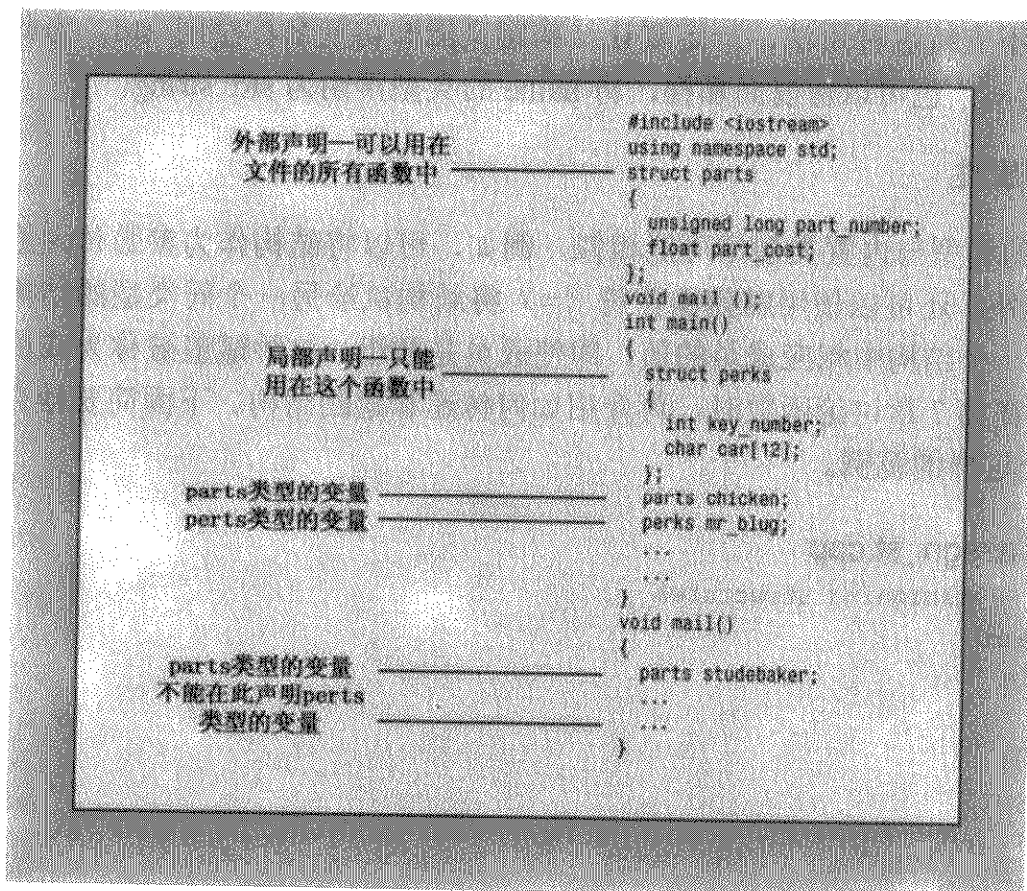 外部声明—可以用在
文件的所有函数中
#include <iostream>
using namespace std;
struct parts
{
unsigned long part_number;
float part_cost;
};
void mail ();
int main()
{
局部声明—只能
用在这个函数中
struct perks
{
int key_number;
char car[12];
};
parts类型的变量
parts chicken;
perts类型的变量
perks mr_blug;
...
...
}
void mail()
{
parts类型的变量
parts studebaker;
不能在此声明perts
类型的变量
...
...
}